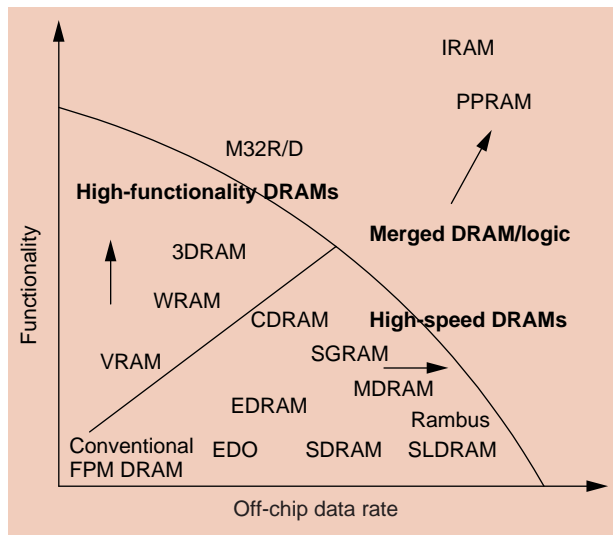 IRAM
PPRAM
M32R/D
High-functionality DRAMs
Merged DRAM/logic
3DRAM
WRAM
CDRAM
High-speed DRAMs
SGRAM
VRAM
MDRAM
EDRAM
Rambus
Conventional
FPM DRAM
EDO
SDRAM
SLDRAM
Functionality
Off-chip data rate